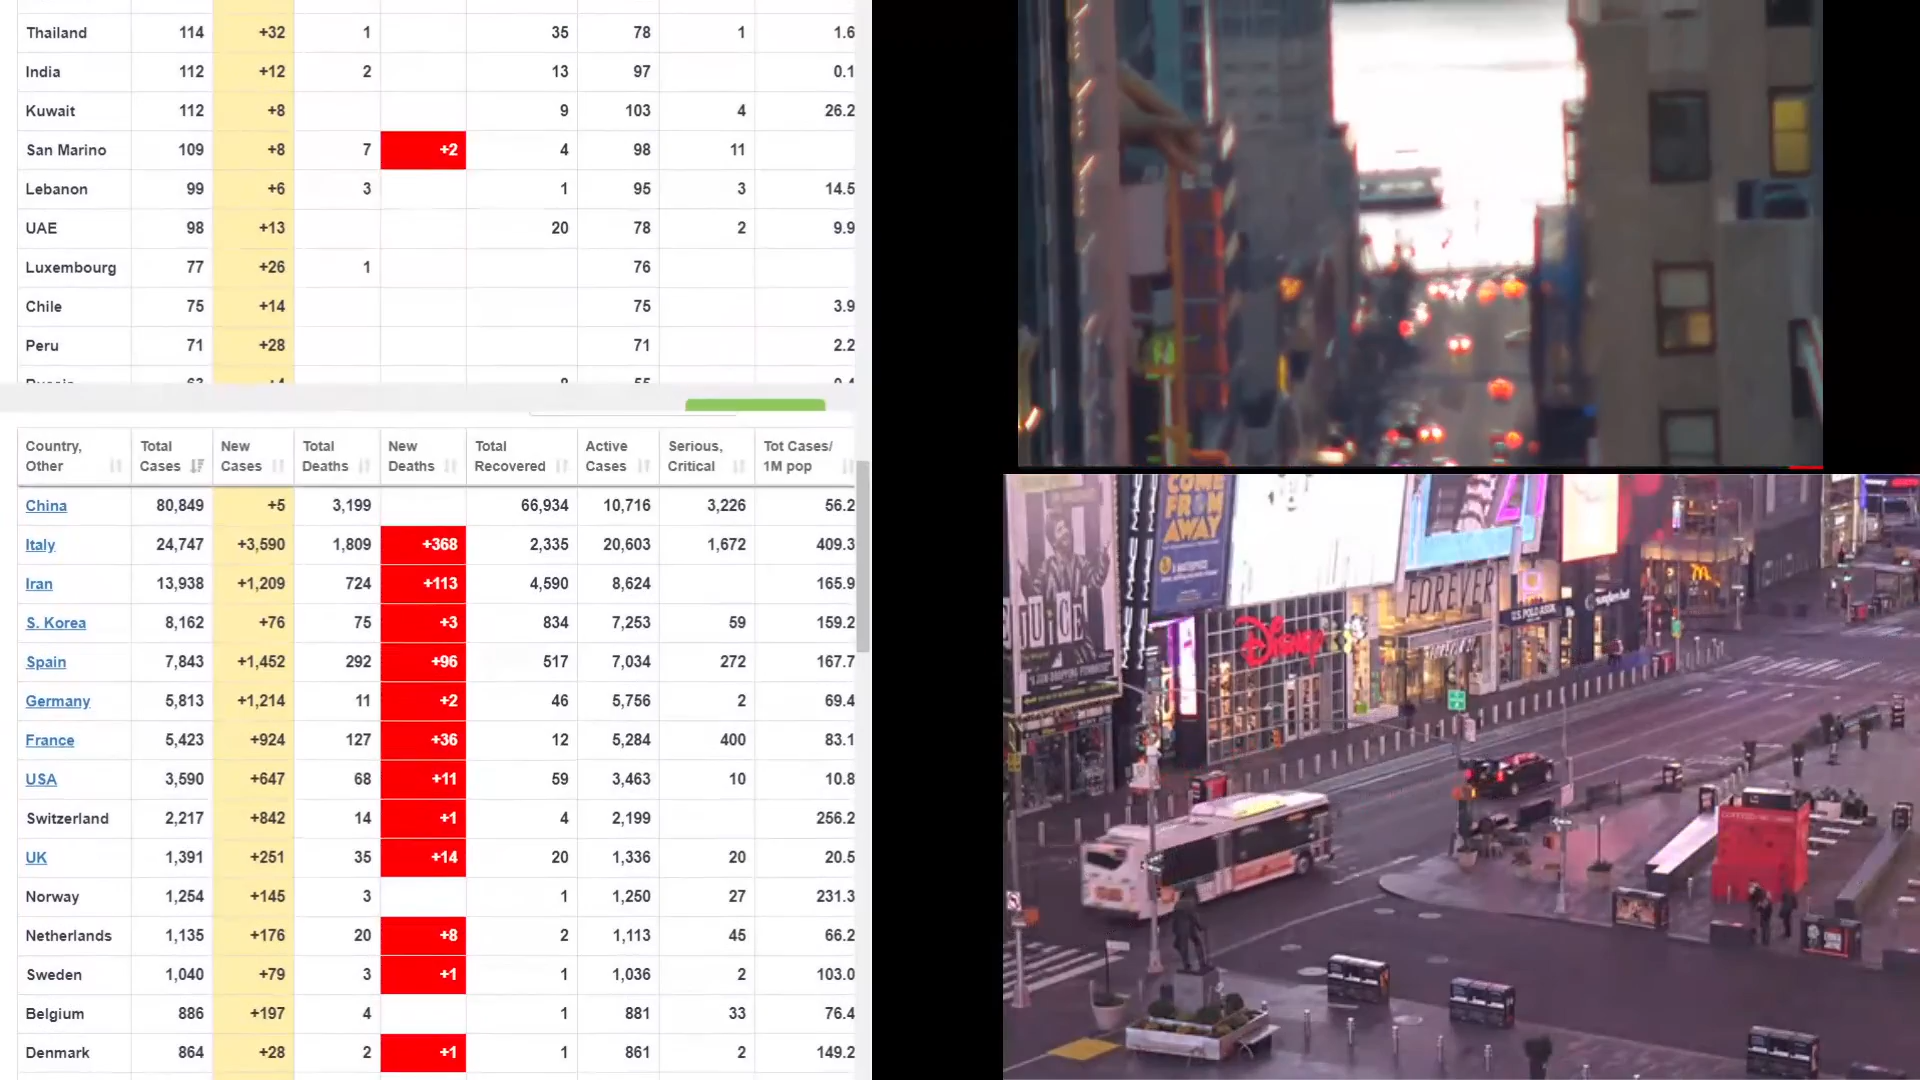 Thailand 114 +32 1 35 78 1 1.6
India 112 +12 2 13 97 0.1
Kuwait 112 +8 9 103 4 26.2
San Marino 109 +8 7 +2 4 98 11
Lebanon 99 +6 3 1 95 3 14.5
UAE 98 +13 20 78 2 9.9
Luxembourg 77 +26 1 76
Chile 75 +14 75 3.9
Peru 71 +28 71 2.2
Country, Total New Total New Total Active Serious, Tot Cases/
Other Cases Cases Deaths Deaths Recovered Cases Critical 1M pop
China 80,849 +5 3,199 66,934 10,716 3,226 56.2
Italy 24,747 +3,590 1,809 +368 2,335 20,603 1,672 409.3
Iran 13,938 +1,209 724 +113 4,590 8,624 165.9
S. Korea 8,162 +76 75 +3 834 7,253 59 159.2
Spain 7,843 +1,452 292 +96 517 7,034 272 167.7
Germany 5,813 +1,214 11 +2 46 5,756 2 69.4
France 5,423 +924 127 +36 12 5,284 400 83.1
USA 3,590 +647 68 +11 59 3,463 10 10.8
Switzerland 2,217 +842 14 +1 4 2,199 256.2
UK 1,391 +251 35 +14 20 1,336 20 20.5
Norway 1,254 +145 3 1 1,250 27 231.3
Netherlands 1,135 +176 20 +8 2 1,113 45 66.2
Sweden 1,040 +79 3 +1 1 1,036 2 103.0
Belgium 886 +197 4 1 881 33 76.4
Denmark 864 +28 2 +1 1 861 2 149.2
COME
FROM
AWAY
Disney
FOREVER
U.S. POLO ASSN.